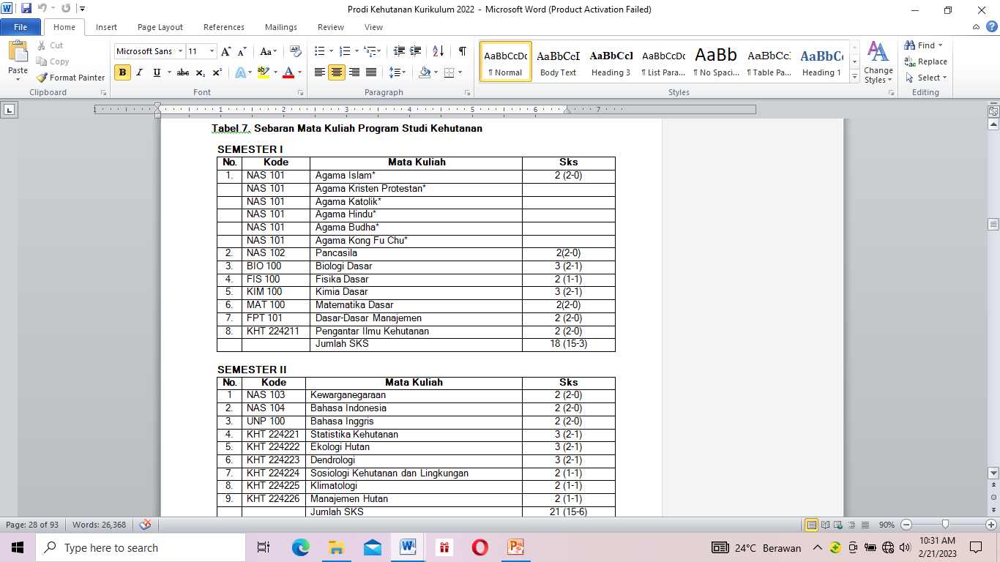 Prodi Kehutanan Kurikulum 2022 - Microsoft Word (Product Activation Failed)
File Home Insert Page Layout References Mailings Review View
Paste
Cut
Copy
Format Painter
Clipboard
Microsoft Sans 11
Font
Paragraph
AaBbCcDc AaBbCcI AaBbCcI AaBbCcDc AaBb AaBbCc: AaBbC
¶ Normal Body Text Heading 3 ¶ List Para... ¶ No Spaci... ¶ Table Pa... Heading 1
Change Styles
Styles
Find
Replace
Select
Editing
1 1 2 3 4 5 6 7
Tabel 7. Sebaran Mata Kuliah Program Studi Kehutanan
SEMESTER I
No. Kode Mata Kuliah Sks
1. NAS 101 Agama Islam* 2 (2-0)
NAS 101 Agama Kristen Protestan*
NAS 101 Agama Katolik*
NAS 101 Agama Hindu*
NAS 101 Agama Budha*
NAS 101 Agama Kong Fu Chu*
2. NAS 102 Pancasila 2(2-0)
3. BIO 100 Biologi Dasar 3 (2-1)
4. FIS 100 Fisika Dasar 2 (1-1)
5. KIM 100 Kimia Dasar 3 (2-1)
6. MAT 100 Matematika Dasar 2(2-0)
7. FPT 101 Dasar-Dasar Manajemen 2 (2-0)
8. KHT 224211 Pengantar Ilmu Kehutanan 2 (2-0)
Jumlah SKS 18 (15-3)
SEMESTER II
No. Kode Mata Kuliah Sks
1 NAS 103 Kewarganegaraan 2 (2-0)
2. NAS 104 Bahasa Indonesia 2 (2-0)
3. UNP 100 Bahasa Inggris 2 (2-0)
4. KHT 224221 Statistika Kehutanan 3 (2-1)
5. KHT 224222 Ekologi Hutan 3 (2-1)
6. KHT 224223 Dendrologi 3 (2-1)
7. KHT 224224 Sosiologi Kehutanan dan Lingkungan 2 (1-1)
8. KHT 224225 Klimatologi 2 (1-1)
9. KHT 224226 Manajemen Hutan 2 (1-1)
Jumlah SKS 21 (15-6)
Page: 28 of 93 Words: 26,368 90%
Type here to search 24°C Berawan 10:31 AM
2/21/2023